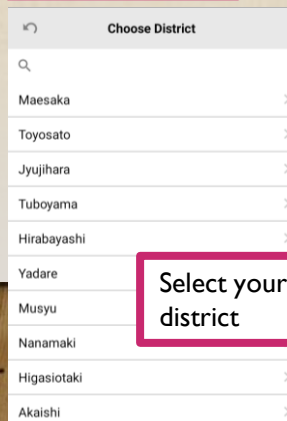 Choose District
Maesaka
Toyosato
Jyujihara
Tuboyama
Hirabayashi
Yadare
Select your
district
Musyu
Nanamaki
Higasiotaki
Akaishi